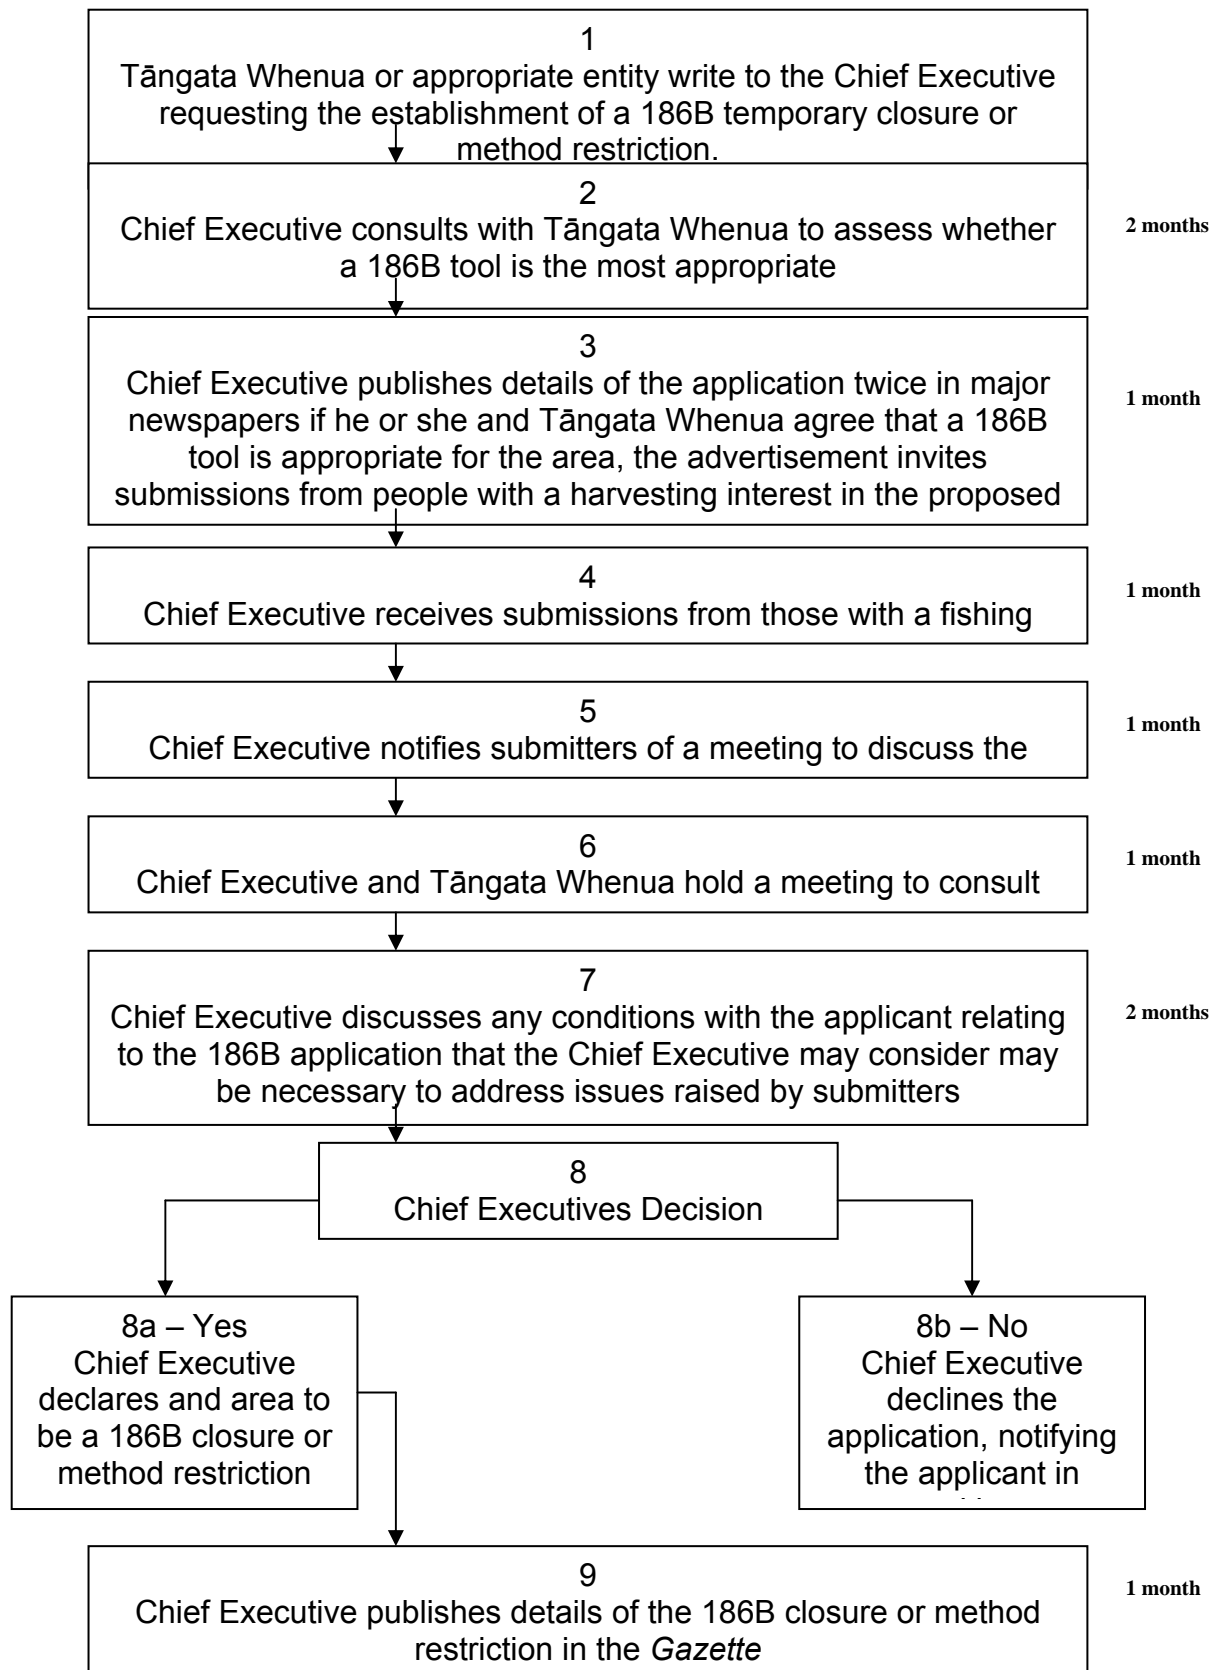 1
Tāngata Whenua or appropriate entity write to the Chief Executive
requesting the establishment of a 186B temporary closure or
method restriction.
2
Chief Executive consults with Tāngata Whenua to assess whether
a 186B tool is the most appropriate
2 months
3
Chief Executive publishes details of the application twice in major
newspapers if he or she and Tāngata Whenua agree that a 186B
tool is appropriate for the area, the advertisement invites
submissions from people with a harvesting interest in the proposed
1 month
4
Chief Executive receives submissions from those with a fishing
1 month
5
Chief Executive notifies submitters of a meeting to discuss the
1 month
6
Chief Executive and Tāngata Whenua hold a meeting to consult
1 month
7
Chief Executive discusses any conditions with the applicant relating
to the 186B application that the Chief Executive may consider may
be necessary to address issues raised by submitters
2 months
8
Chief Executives Decision
8a – Yes
Chief Executive
declares and area to
be a 186B closure or
method restriction
8b – No
Chief Executive
declines the
application, notifying
the applicant in
9
Chief Executive publishes details of the 186B closure or method
restriction in the Gazette
1 month